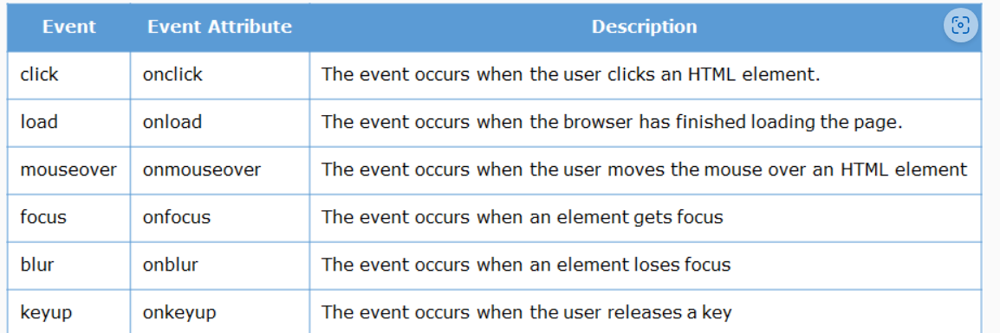 Event Event Attribute Description
click onclick The event occurs when the user clicks an HTML element.
load onload The event occurs when the browser has finished loading the page.
mouseover onmouseover The event occurs when the user moves the mouse over an HTML element
focus onfocus The event occurs when an element gets focus
blur onblur The event occurs when an element loses focus
keyup onkeyup The event occurs when the user releases a key